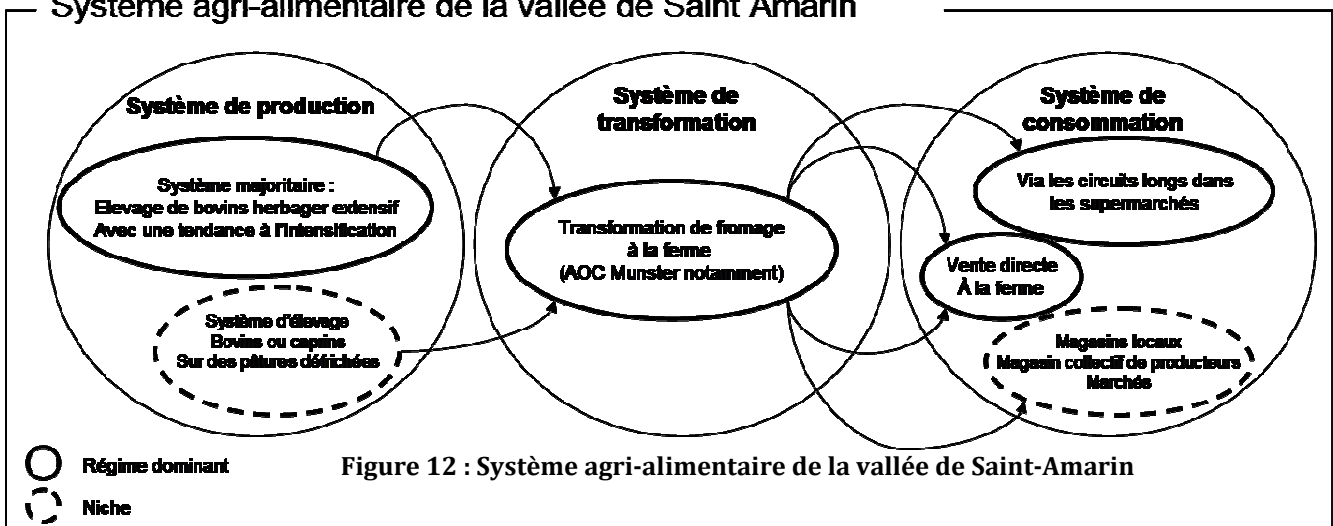 Système agri-alimentaire de la vallée de Saint Amarin
Système de production
Système majoritaire :
Elevage de bovins herbager extensif
Avec une tendance à l'intensification
Système d'élevage
Bovins ou caprins
Sur des pâtures défrichées
Système de
transformation
Transformation de fromage
à la ferme
(AOC Munster notamment)
Système de
consommation
Via les circuits longs dans
les supermarchés
Vente directe
À la ferme
Magasins locaux
Magasin collectif de producteurs
Marchés
Régime dominant
Niche
Figure 12 : Système agri-alimentaire de la vallée de Saint-Amarin